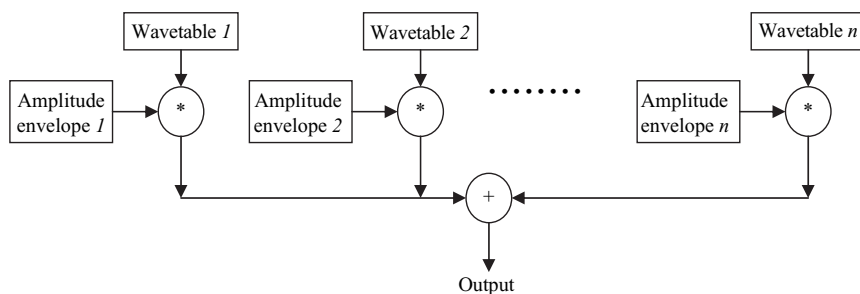 Wavetable 1
Wavetable 2
Wavetable n
Amplitude
envelope 1
*
Amplitude
envelope 2
*
........
Amplitude
envelope n
*
+
Output